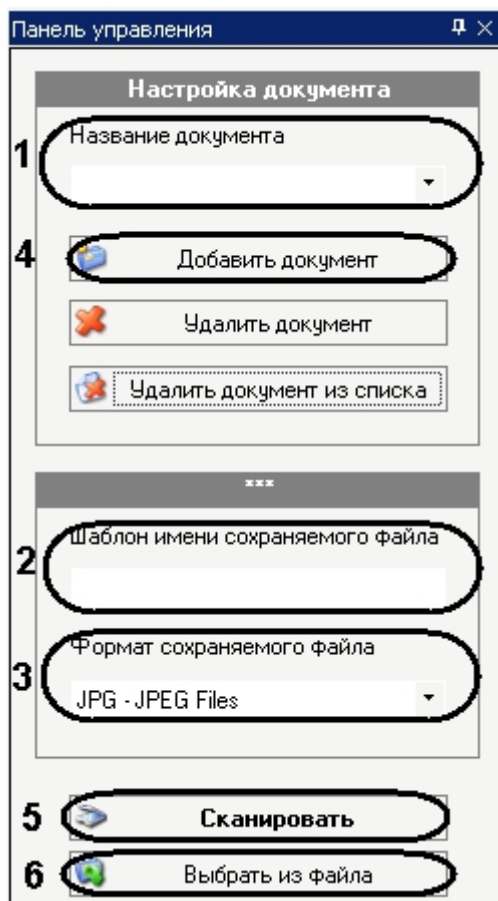 Панель управления
Настройка документа
1 Название документа
4 Добавить документ
Удалить документ
Удалить документ из списка
***
2 Шаблон имени сохраняемого файла
3 Формат сохраняемого файла
JPG - JPEG Files
5 Сканировать
6 Выбрать из файла